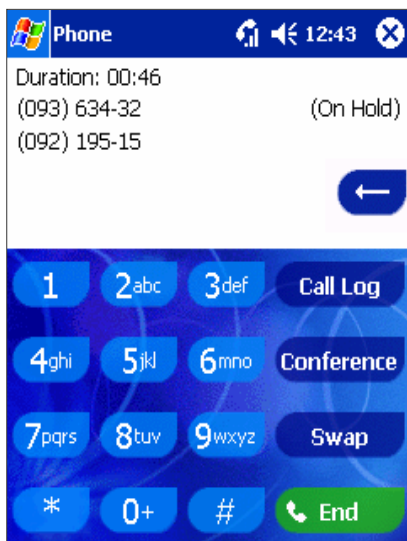 Phone 12:43
Duration: 00:46
(093) 634-32 (On Hold)
(092) 195-15
1 2abc 3def Call Log
4ghi 5jkl 6mno Conference
7pqrs 8tuv 9wxyz Swap
* 0+ # End